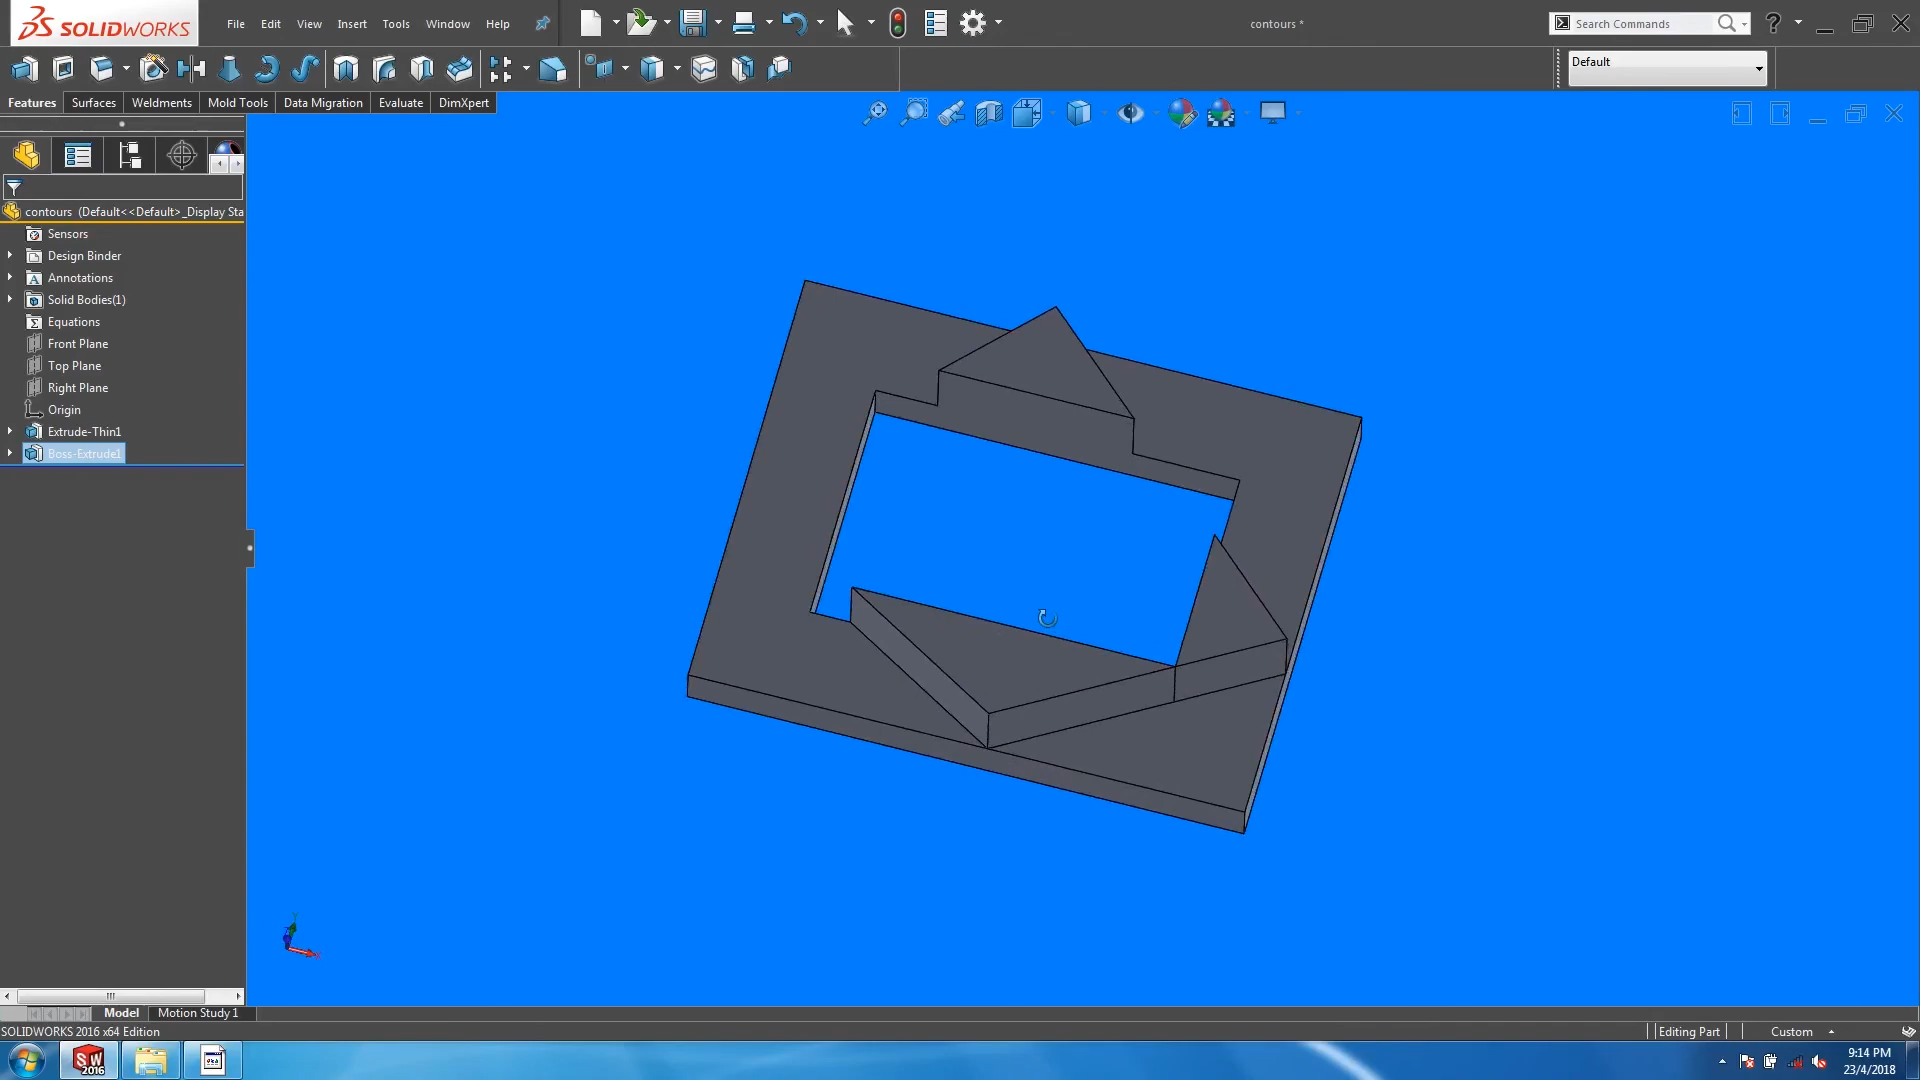 SOLIDWORKS File Edit View Insert Tools Window Help contours * Search Commands ?
Default
Features Surfaces Weldments Mold Tools Data Migration Evaluate DimXpert
contours (Default<<Default>_Display Sta
Sensors
Design Binder
A Annotations
Solid Bodies(1)
Equations
Front Plane
Top Plane
Right Plane
Origin
Extrude-Thin1
Boss-Extrude1
Model Motion Study 1
SOLIDWORKS 2016 x64 Edition Editing Part Custom
SW
2016
9:14 PM
23/4/2018